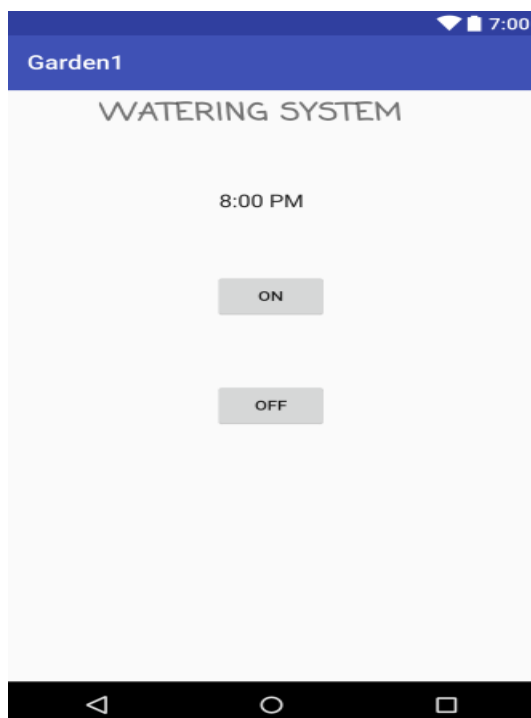 7:00
Garden1
WATERING SYSTEM
8:00 PM
ON
OFF